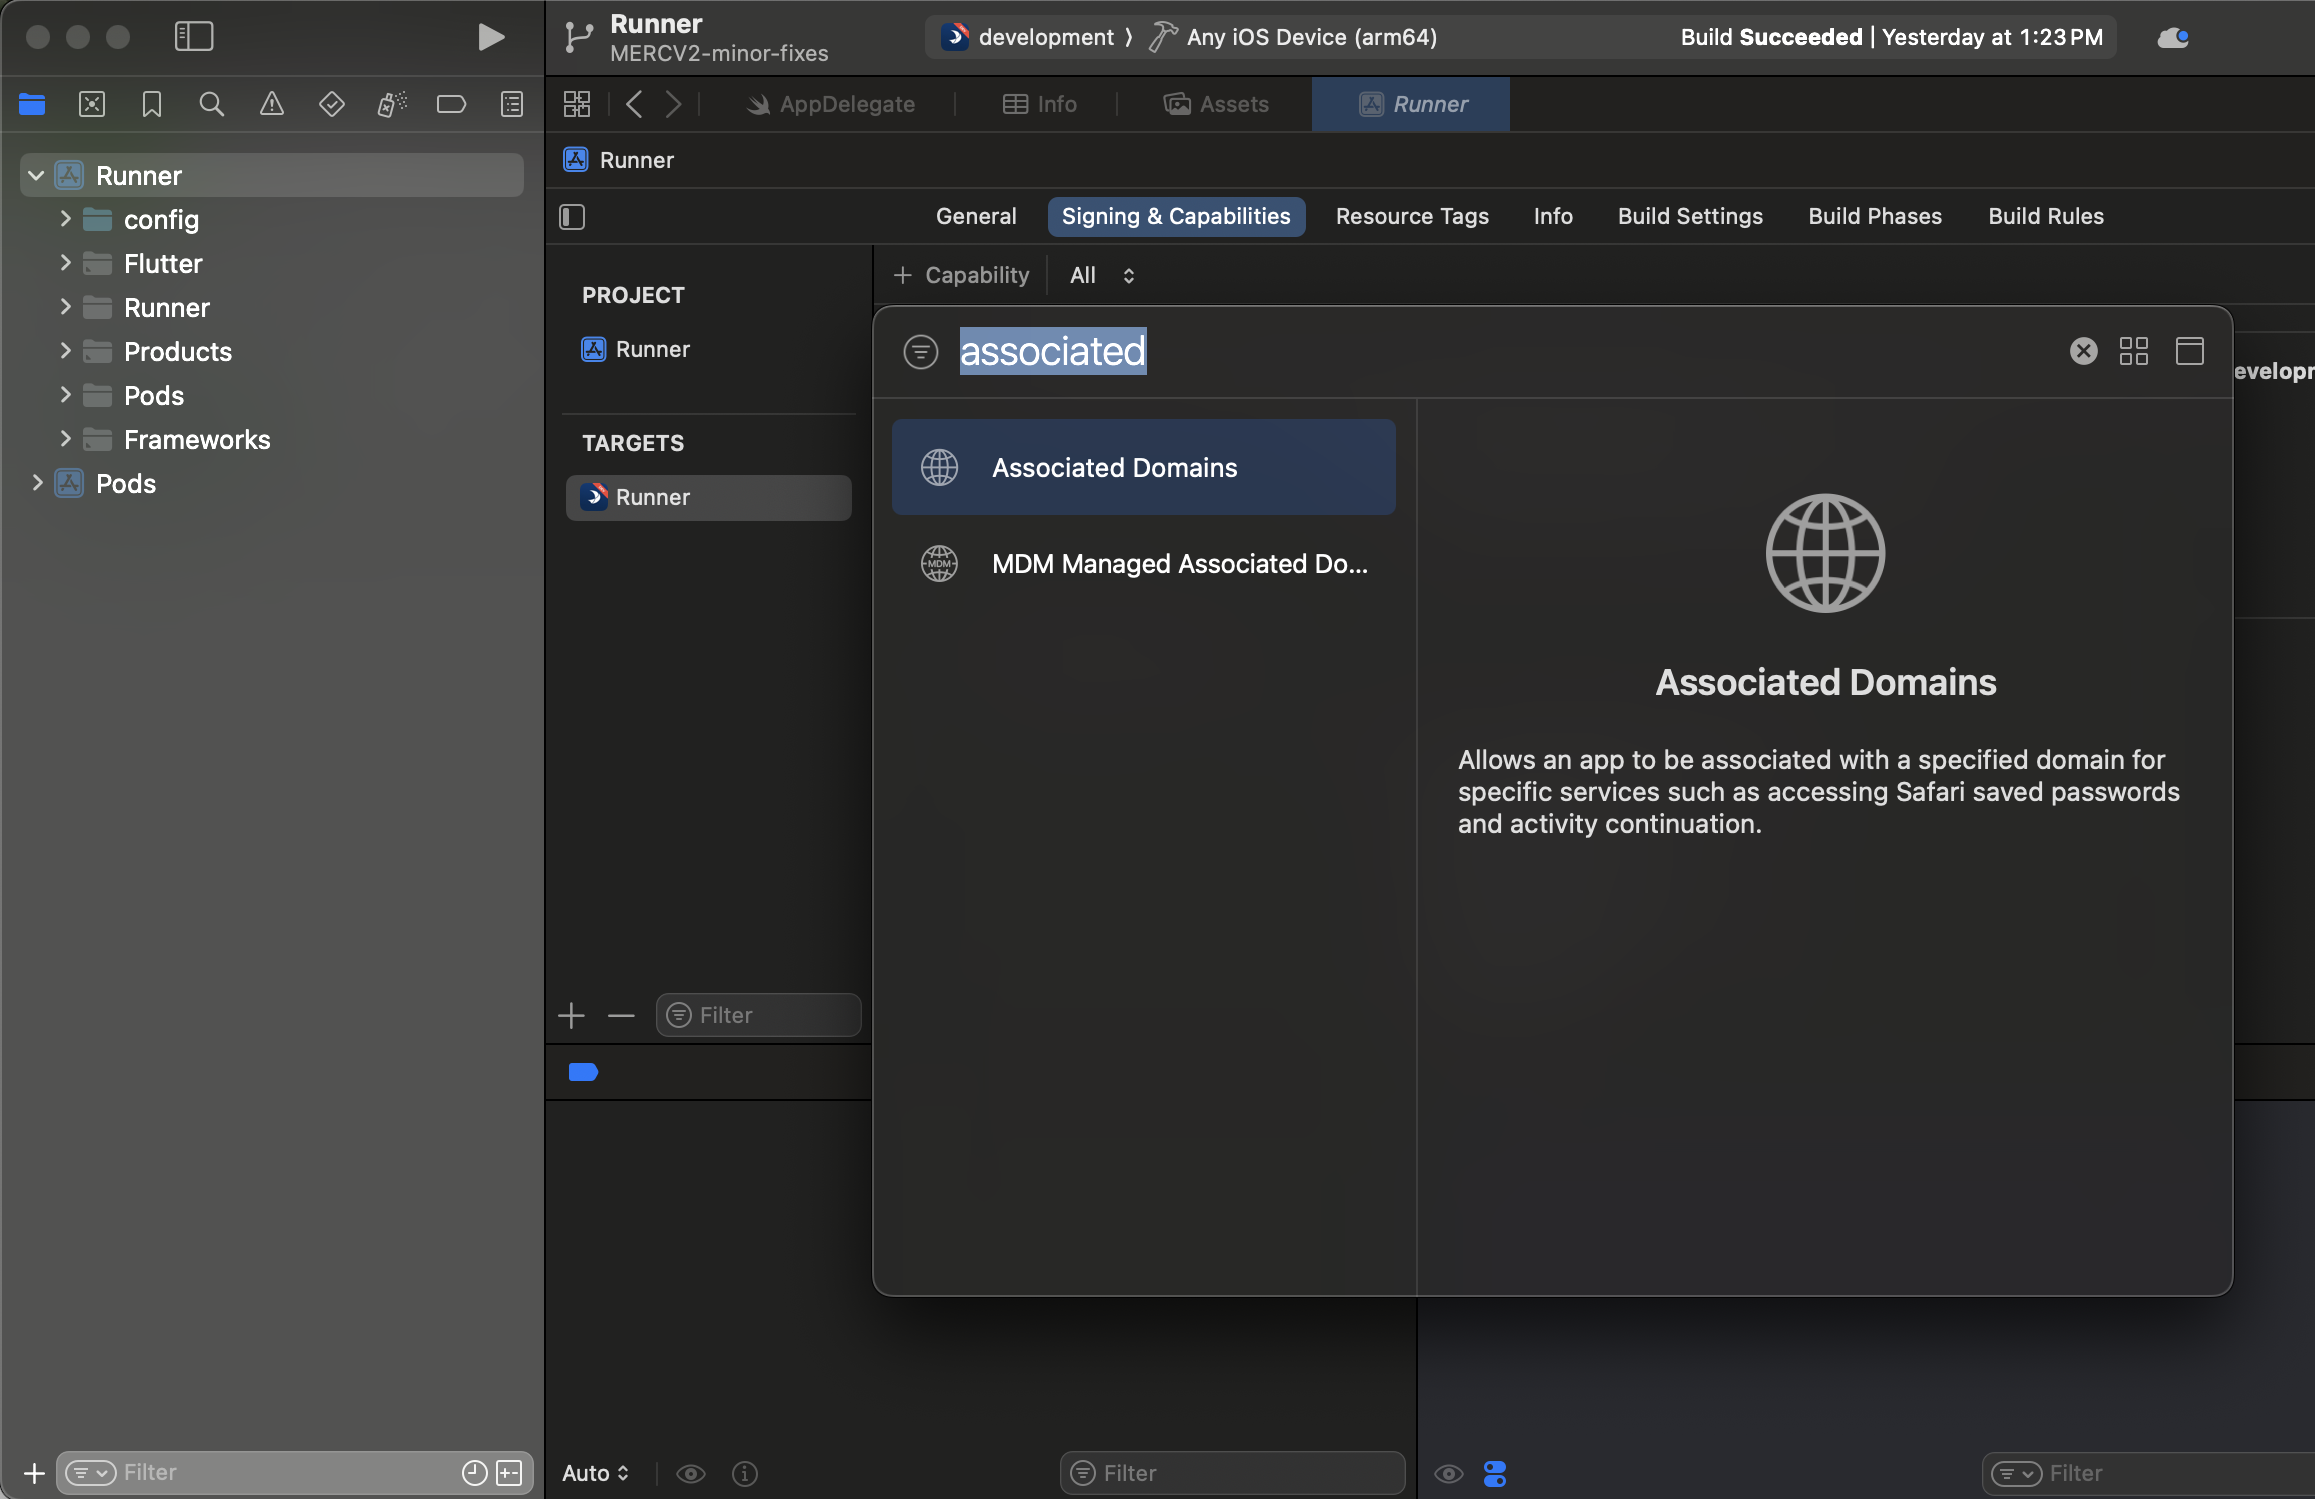 Runner
MERCV2-minor-fixes
development
Any iOS Device (arm64)
Build Succeeded | Yesterday at 1:23 PM
AppDelegate
Info
Assets
Runner
Runner
config
Flutter
Runner
Products
Pods
Frameworks
Pods
Filter
Runner
General
Signing & Capabilities
Resource Tags
Info
Build Settings
Build Phases
Build Rules
PROJECT
Runner
TARGETS
Runner
Filter
+ Capability
All
associated
Associated Domains
MDM
MDM Managed Associated Do...
Associated Domains
Allows an app to be associated with a specified domain for
specific services such as accessing Safari saved passwords
and activity continuation.
Auto
Filter
Filter